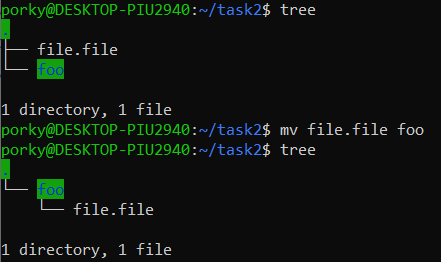 porky@DESKTOP-PIU2940:~/task2$ tree
.
├── file.file
└── foo
1 directory, 1 file
porky@DESKTOP-PIU2940:~/task2$ mv file.file foo
porky@DESKTOP-PIU2940:~/task2$ tree
.
└── foo
    └── file.file
1 directory, 1 file